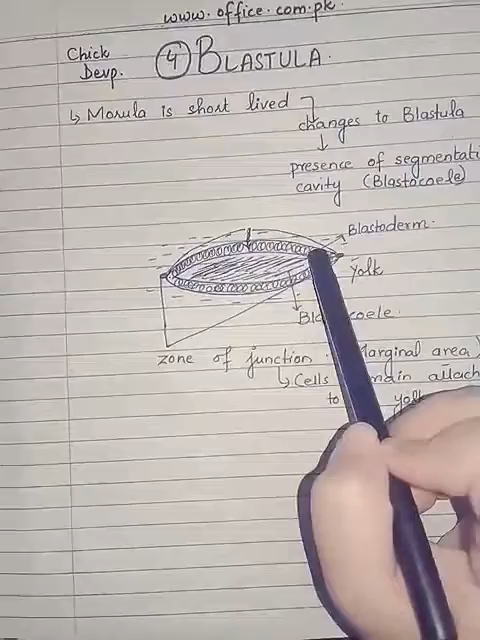 www.office.com.pk.
Chick Devp.
④ BLASTULA.
↳ Morula is short lived
changes to Blastula
↓
presence of segmentati
cavity (Blastocoele)
Blastoderm.
Yolk
Bla coele.
zone of junction. Marginal area)
↳ Cells main attach
to yolk